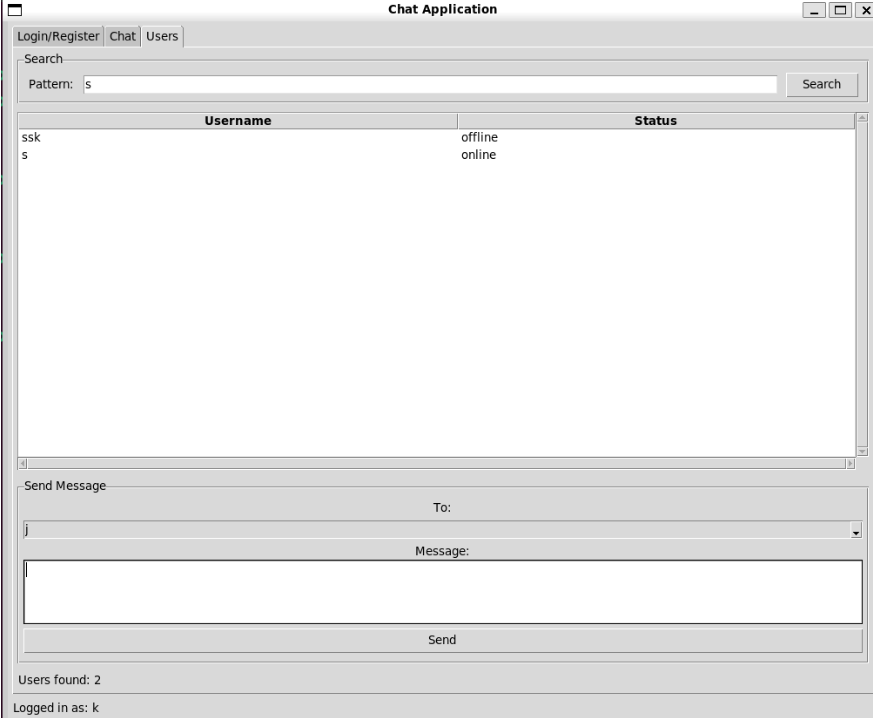 Chat Application
Login/Register Chat Users
Search
Pattern: s Search
Username Status
ssk offline
s online
Send Message
To:
j
Message:
Send
Users found: 2
Logged in as: k